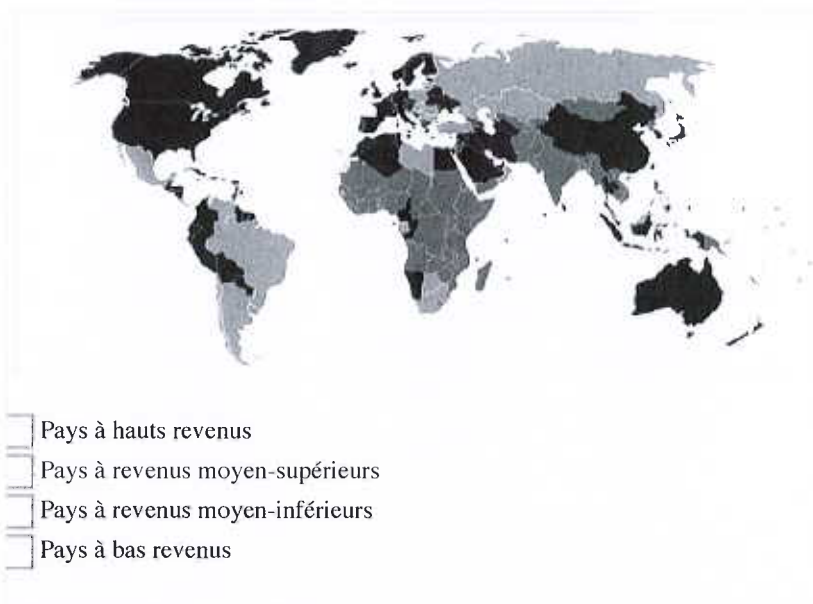 Pays à hauts revenus
Pays à revenus moyen-supérieurs
Pays à revenus moyen-inférieurs
Pays à bas revenus